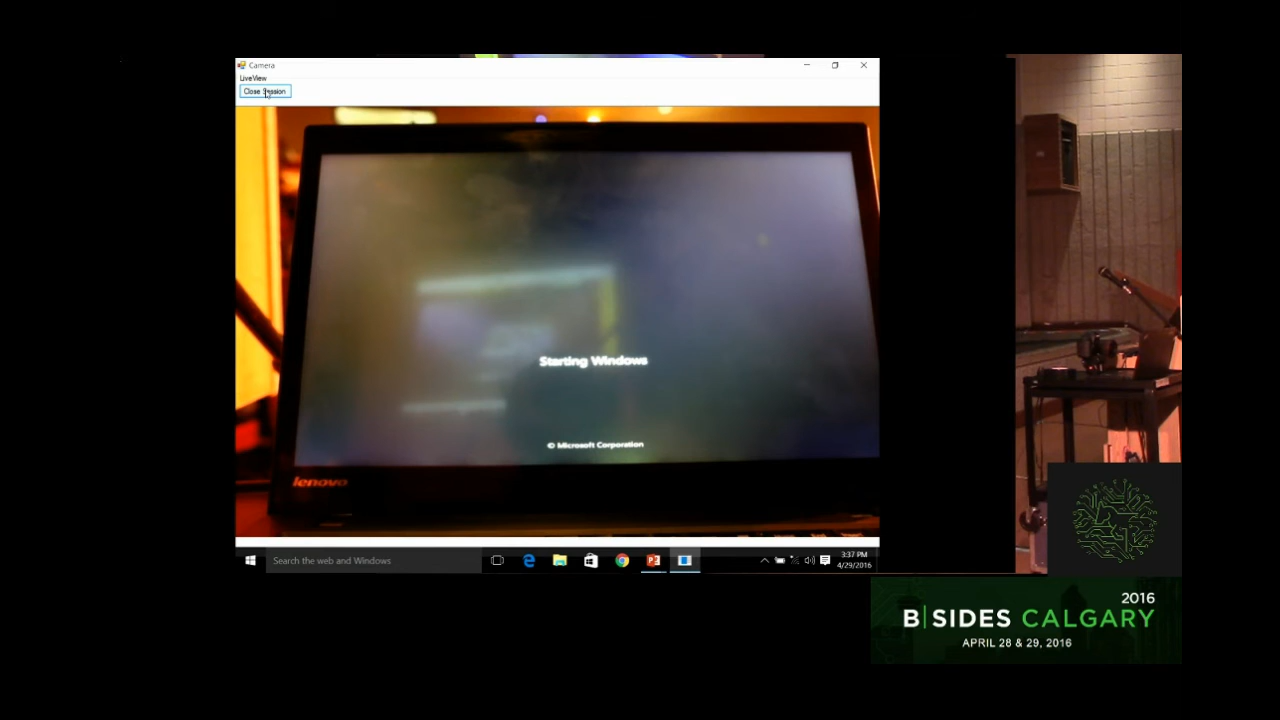 Camera
LiveView
Close Session
Starting Windows
© Microsoft Corporation
lenovo
Search the web and Windows
3:37 PM
4/29/2016
2016
B|SIDES CALGARY
APRIL 28 & 29, 2016